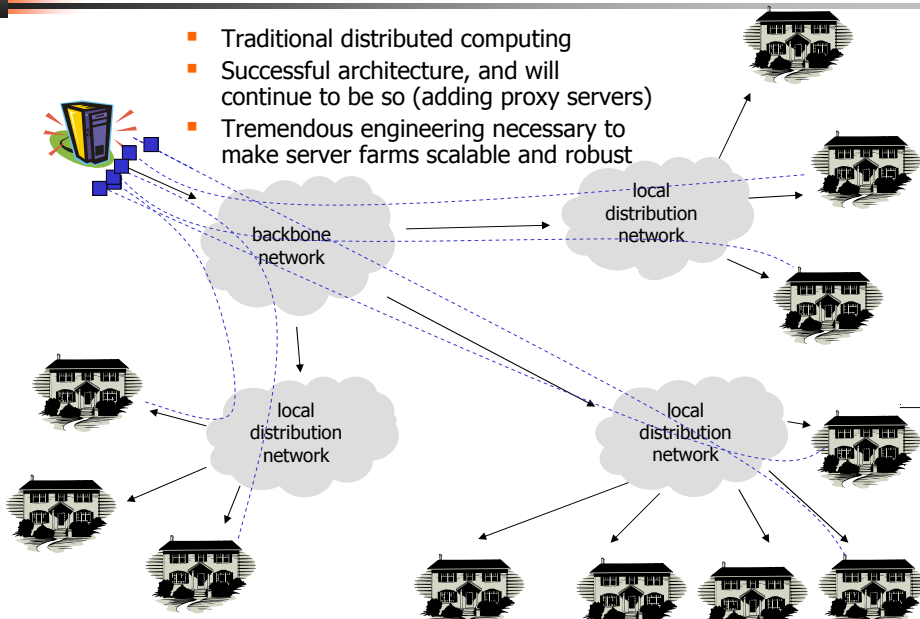 Traditional distributed computing
Successful architecture, and will
continue to be so (adding proxy servers)
Tremendous engineering necessary to
make server farms scalable and robust
local
distribution
network
backbone
network
local
distribution
network
local
distribution
network